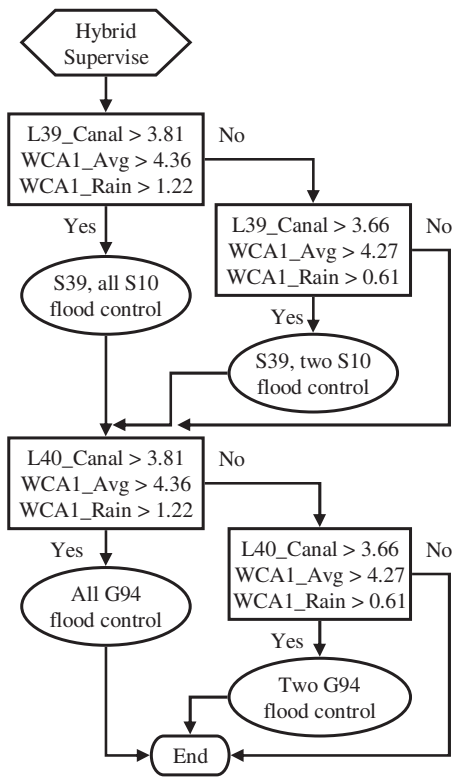 Hybrid
Supervise
L39_Canal > 3.81
WCA1_Avg > 4.36
WCA1_Rain > 1.22
No
Yes
L39_Canal > 3.66
WCA1_Avg > 4.27
WCA1_Rain > 0.61
No
S39, all S10
flood control
Yes
S39, two S10
flood control
L40_Canal > 3.81
WCA1_Avg > 4.36
WCA1_Rain > 1.22
No
Yes
L40_Canal > 3.66
WCA1_Avg > 4.27
WCA1_Rain > 0.61
No
All G94
flood control
Yes
Two G94
flood control
End